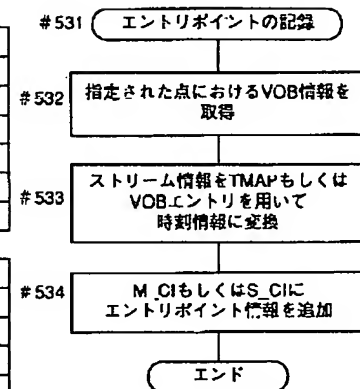 #531
エントリポイントの記録
#532
指定された点におけるVOB情報を
取得
#533
ストリーム情報をTMAPもしくは
VOBエントリを用いて
時刻情報に変換
#534
M_CIもしくはS_CIに
エントリポイント情報を追加
エンド